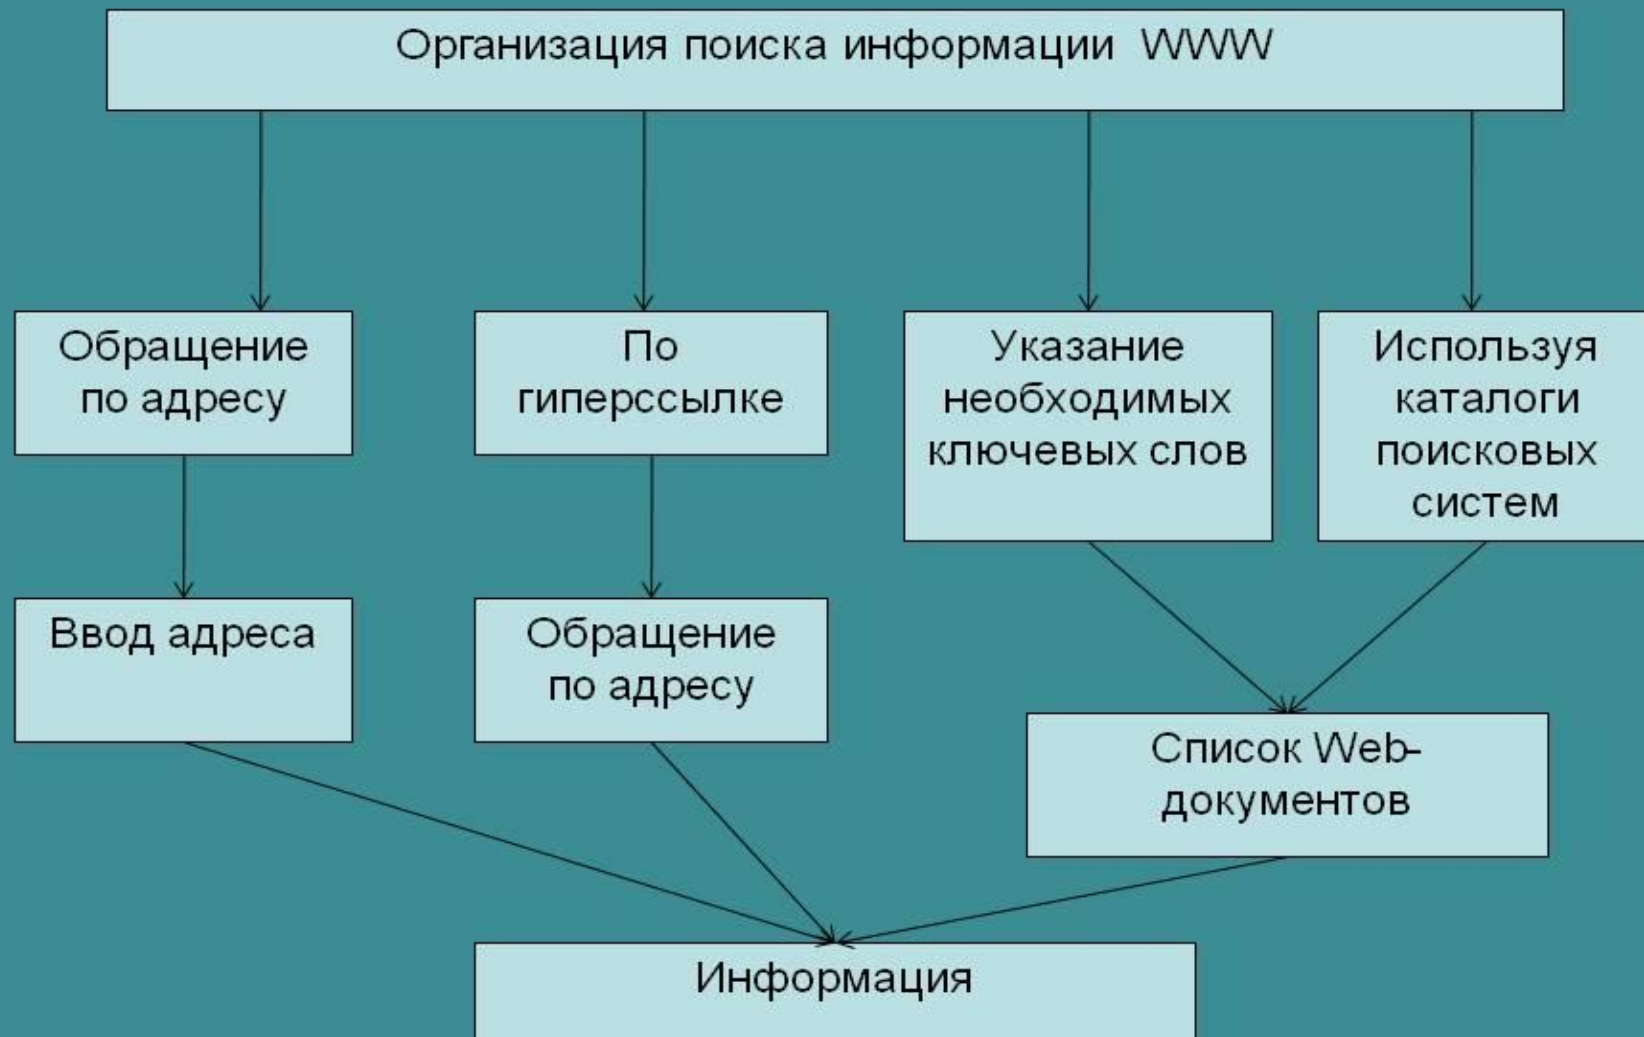 Организация поиска информации WWW
Обращение
по адресу
По
гиперссылке
Указание
необходимых
ключевых слов
Используя
каталоги
поисковых
систем
Ввод адреса
Обращение
по адресу
Список Web-
документов
Информация